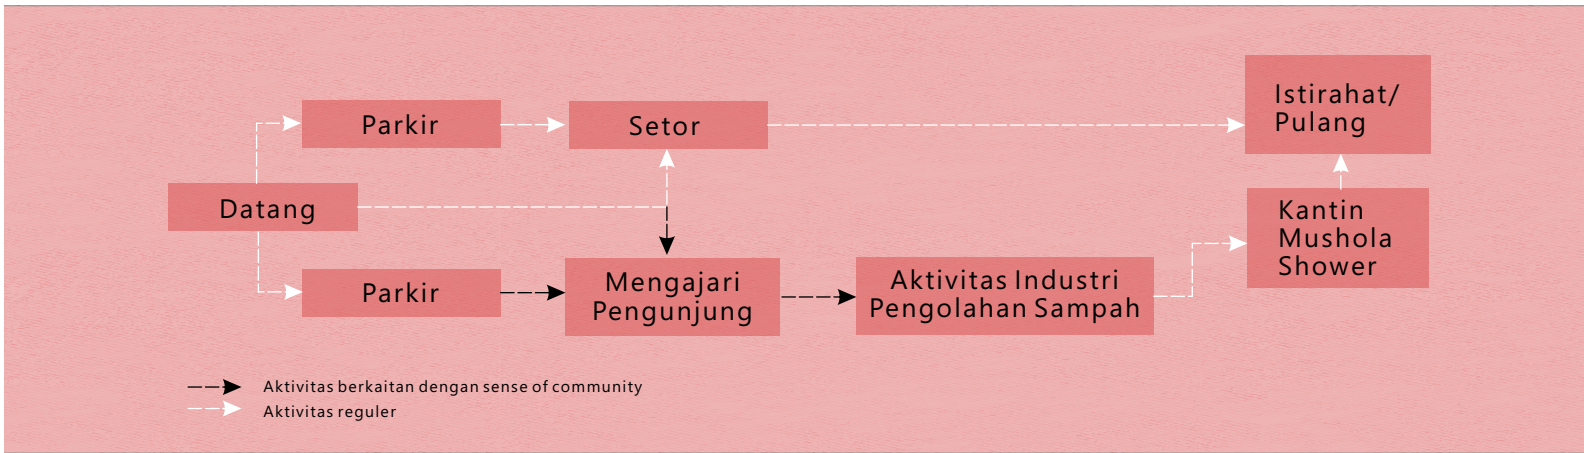 Parkir
Setor
Istirahat/
Pulang
Datang
Kantin
Mushola
Shower
Parkir
Mengajari
Pengunjung
Aktivitas Industri
Pengolahan Sampah
Aktivitas berkaitan dengan sense of community
Aktivitas reguler